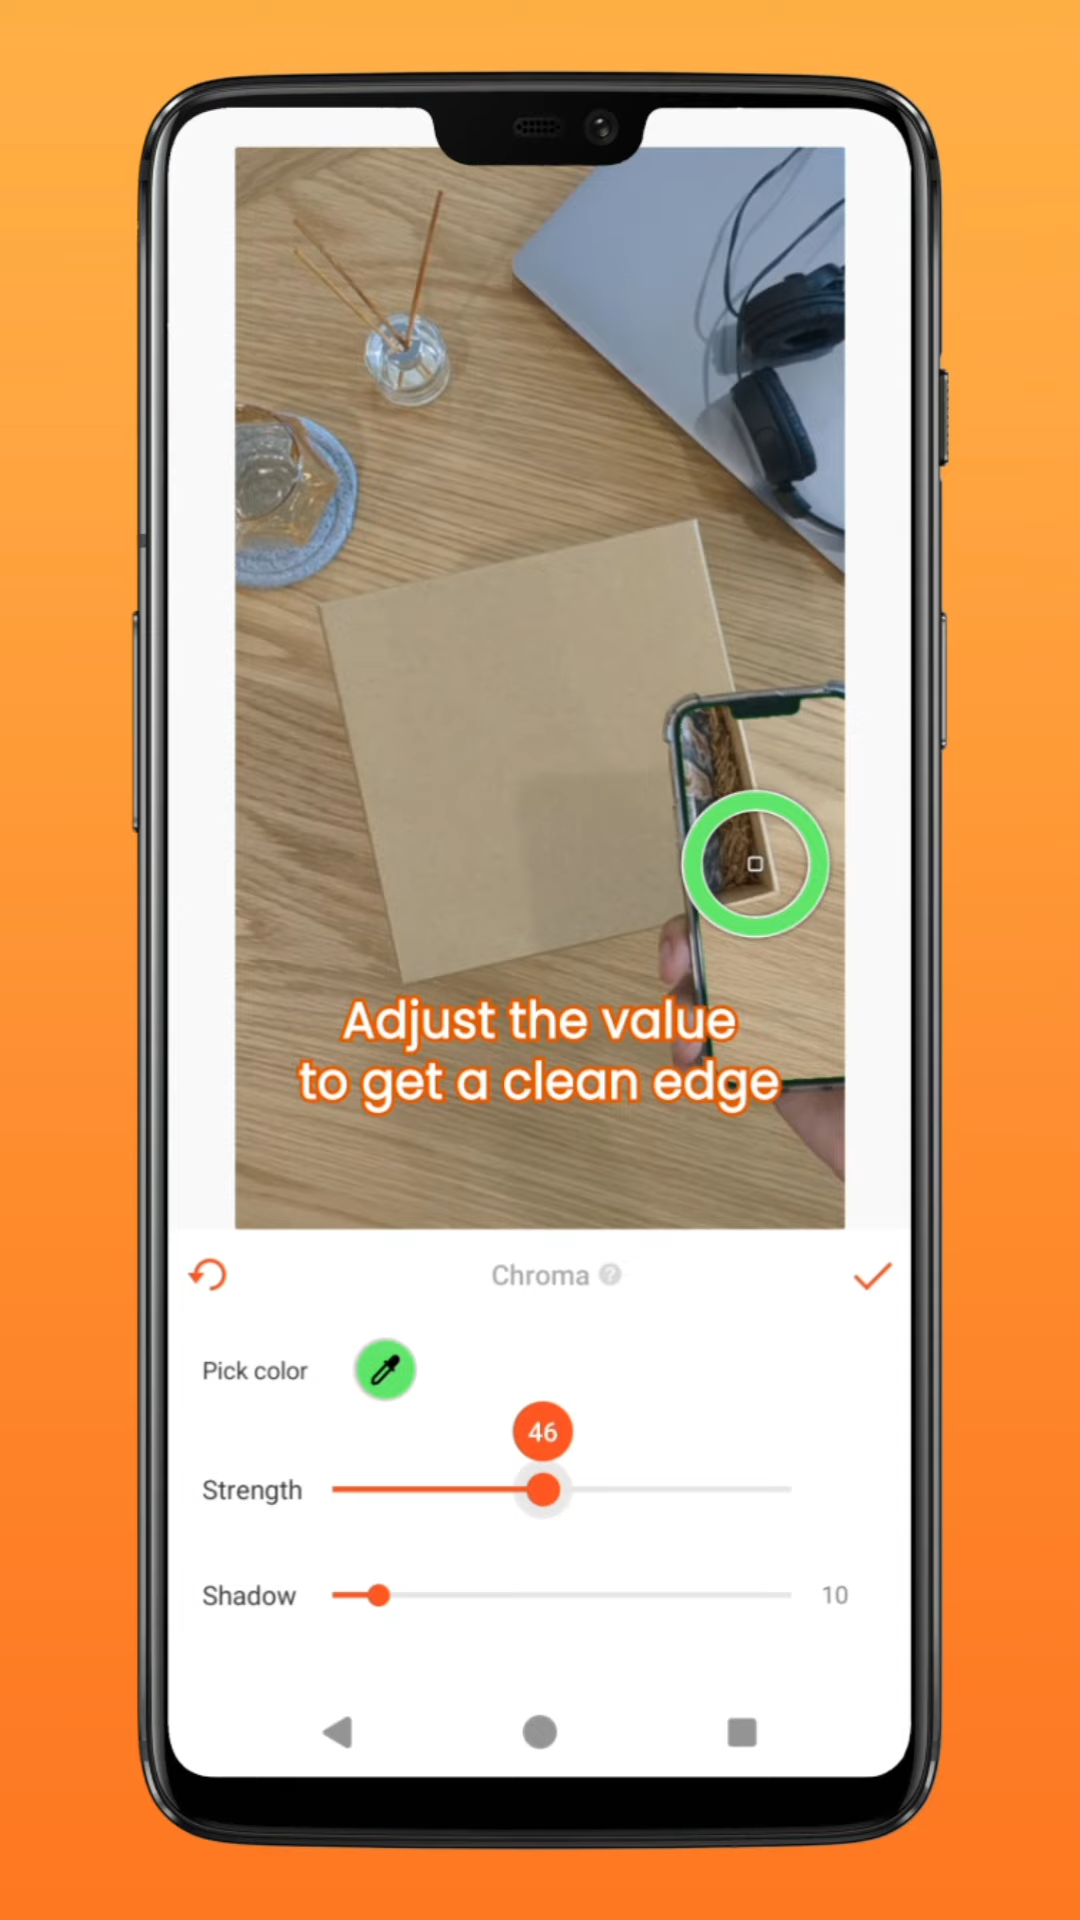 Adjust the value
to get a clean edge
Chroma ?
Pick color
46
Strength
Shadow 10